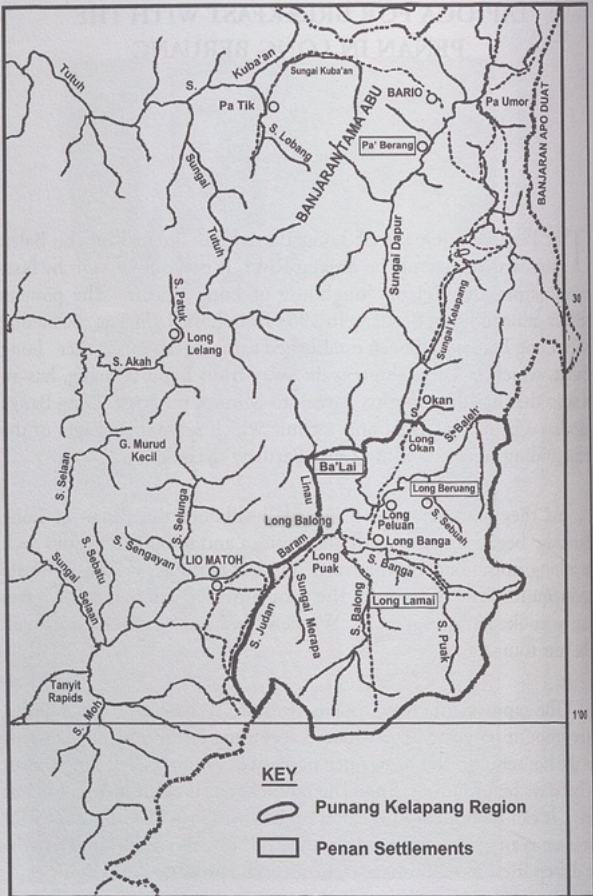 Tutuh
S. Kuba'an
Sungai Kuba'an
Pa Tik
BARIO
Pa Umor
BANJARAN APO DUAT
S. Lobang
BANJARAN TAMA ABU
Pa' Berang
Sungai
Tutuh
Sungai Dapur
Sungai Kelapang
30
S. Patuk
Long
Lelang
S. Akah
S. Okan
S. Baleh
Long
Okan
G. Murud
Kecil
Ba'Lai
S. Selaan
Linau
Long Beruang
S. Selunga
Long Balong
Long
Peluan
S. Sebuah
Long Banga
S. Sebatu
S. Sengayan
LIO MATOH
Baram
Long
Puak
S. Banga
Sungai
Selaan
Long Lamai
S. Judan
Sungai Merapa
S. Balong
S. Puak
Tanyit
Rapids
S. Moh
1'00
KEY
Punang Kelapang Region
Penan Settlements